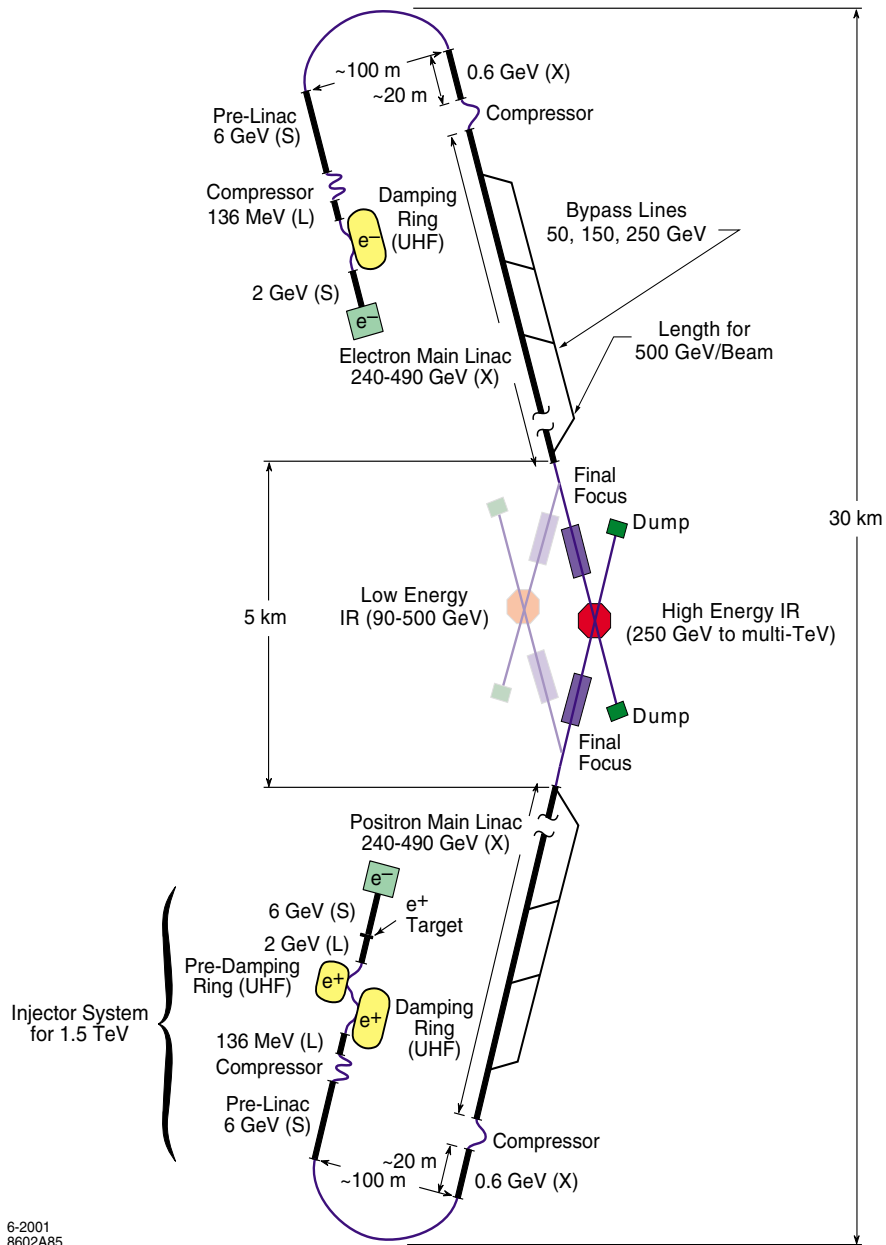 ~100 m
0.6 GeV (X)
~20 m
Compressor
Pre-Linac
6 GeV (S)
Compressor
136 MeV (L)
Damping
Ring
(UHF)
e–
2 GeV (S)
e–
Bypass Lines
50, 150, 250 GeV
Length for
500 GeV/Beam
Electron Main Linac
240-490 GeV (X)
Final
Focus
Dump
30 km
Low Energy
IR (90-500 GeV)
5 km
High Energy IR
(250 GeV to multi-TeV)
Dump
Final
Focus
Positron Main Linac
240-490 GeV (X)
e–
6 GeV (S)
e+
Target
2 GeV (L)
Pre-Damping
Ring (UHF)
e+
e+
Damping
Ring
(UHF)
Injector System
for 1.5 TeV
136 MeV (L)
Compressor
Pre-Linac
6 GeV (S)
Compressor
~20 m
~100 m
0.6 GeV (X)
6-2001
8602A85